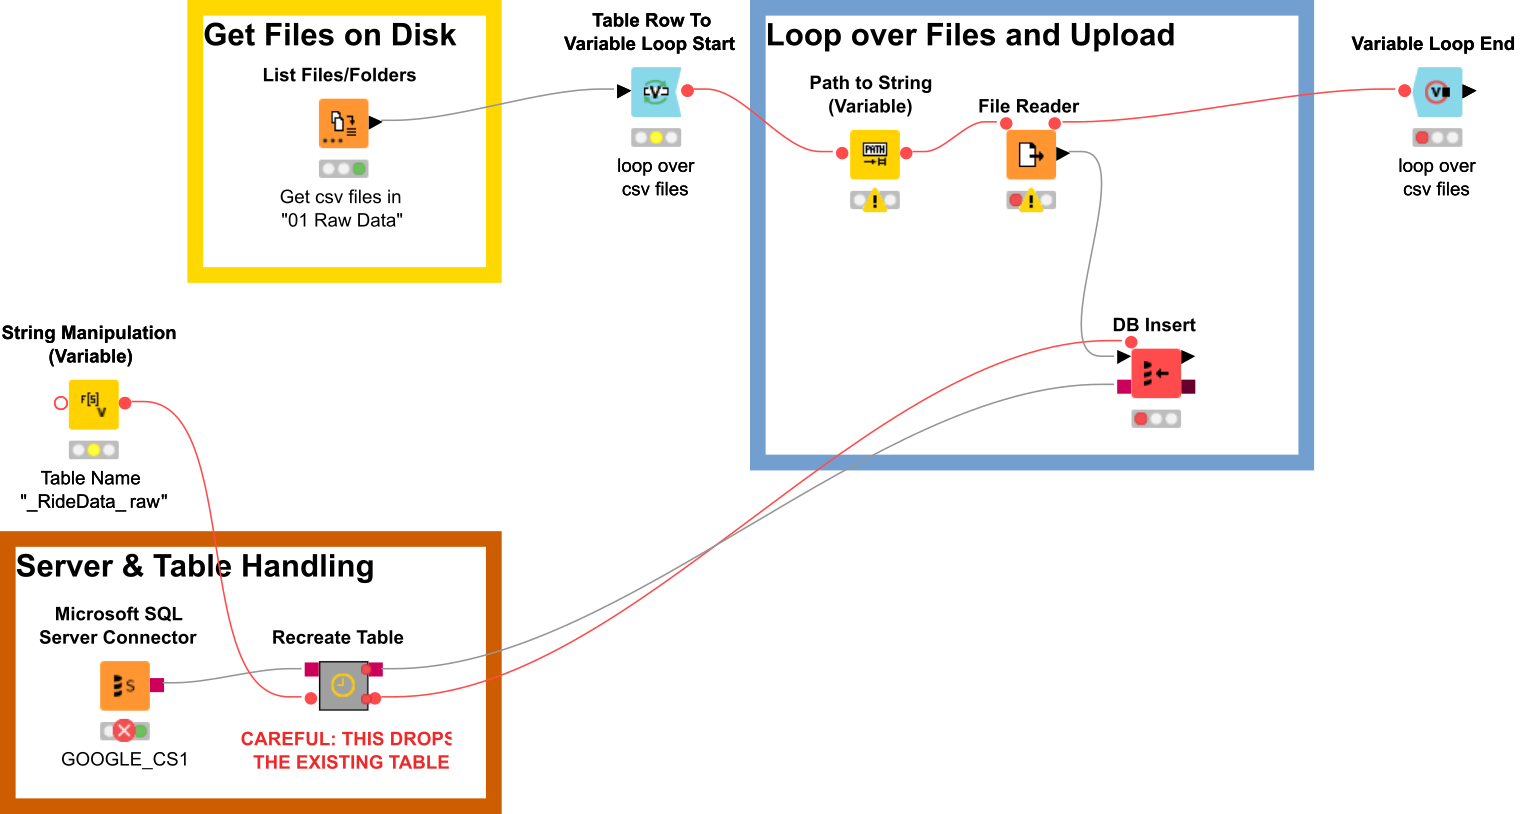 Get Files on Disk
List Files/Folders
Get csv files in
"01 Raw Data"
Table Row To
Variable Loop Start
V
loop over
csv files
Loop over Files and Upload
Path to String
(Variable)
PATH
!
File Reader
!
DB Insert
Variable Loop End
V
loop over
csv files
String Manipulation
(Variable)
F[S]
V
Table Name
"_RideData_raw"
Server & Table Handling
Microsoft SQL
Server Connector
S
GOOGLE_CS1
Recreate Table
CAREFUL: THIS DROPS
THE EXISTING TABLE